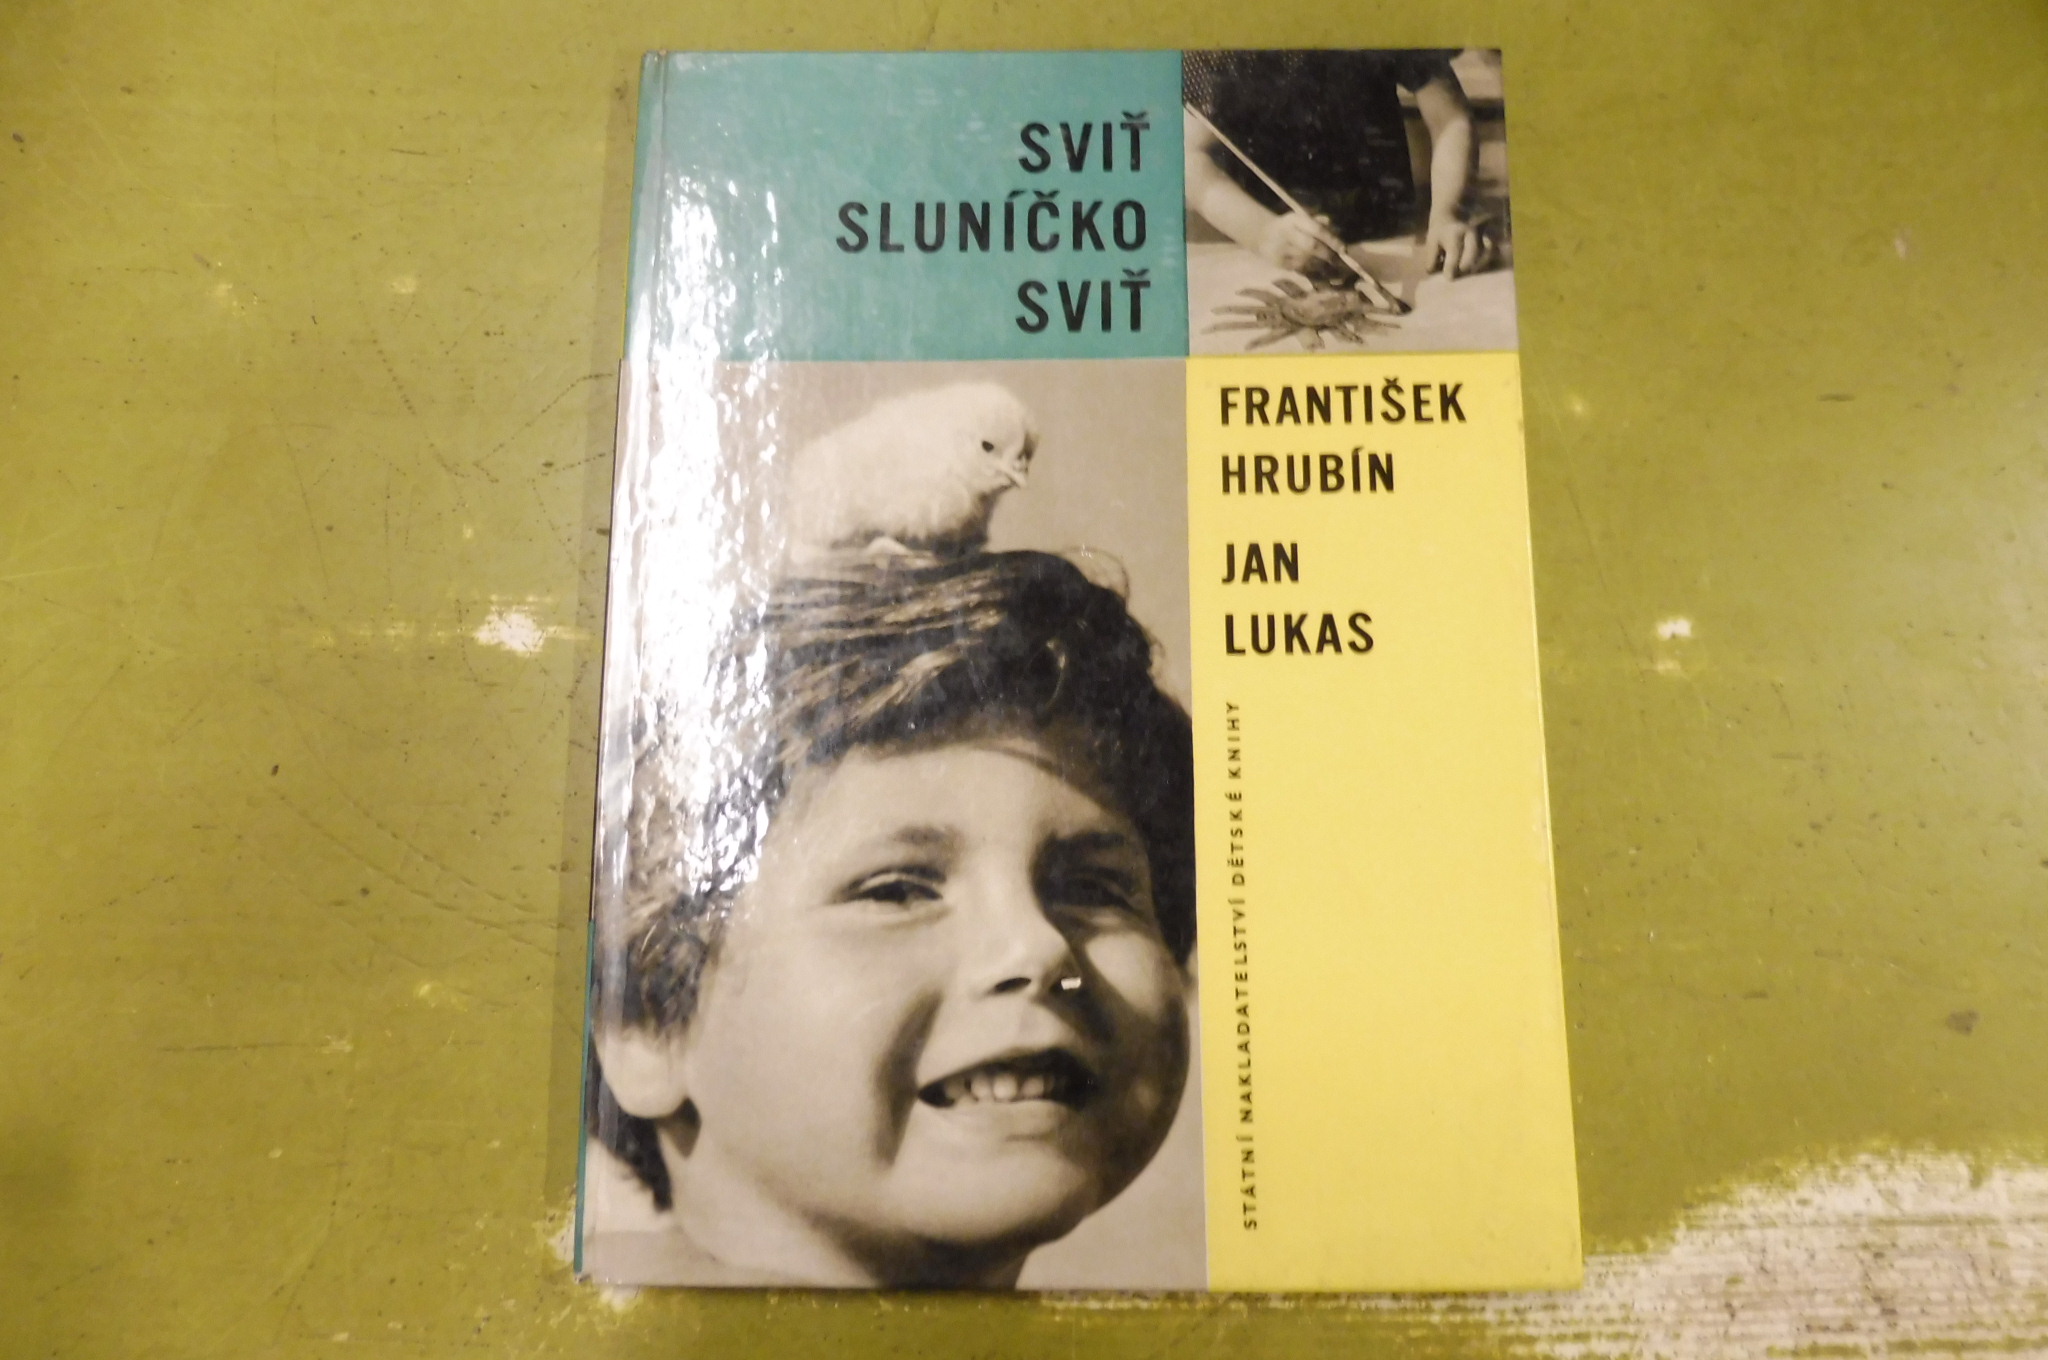 SVIŤ
SLUNÍČKO
SVIŤ
FRANTIŠEK
HRUBÍN
JAN
LUKAS
STÁTNÍ NAKLADATELSTVÍ DĚTSKÉ KNIHY